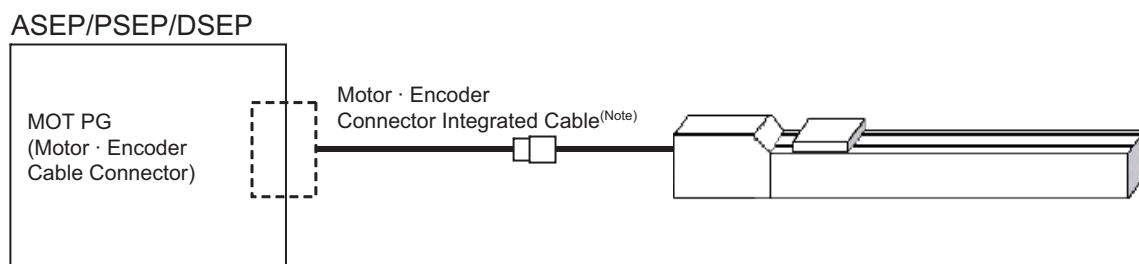 ASEP/PSEP/DSEP
MOT PG
(Motor · Encoder
Cable Connector)
Motor · Encoder
Connector Integrated Cable(Note)